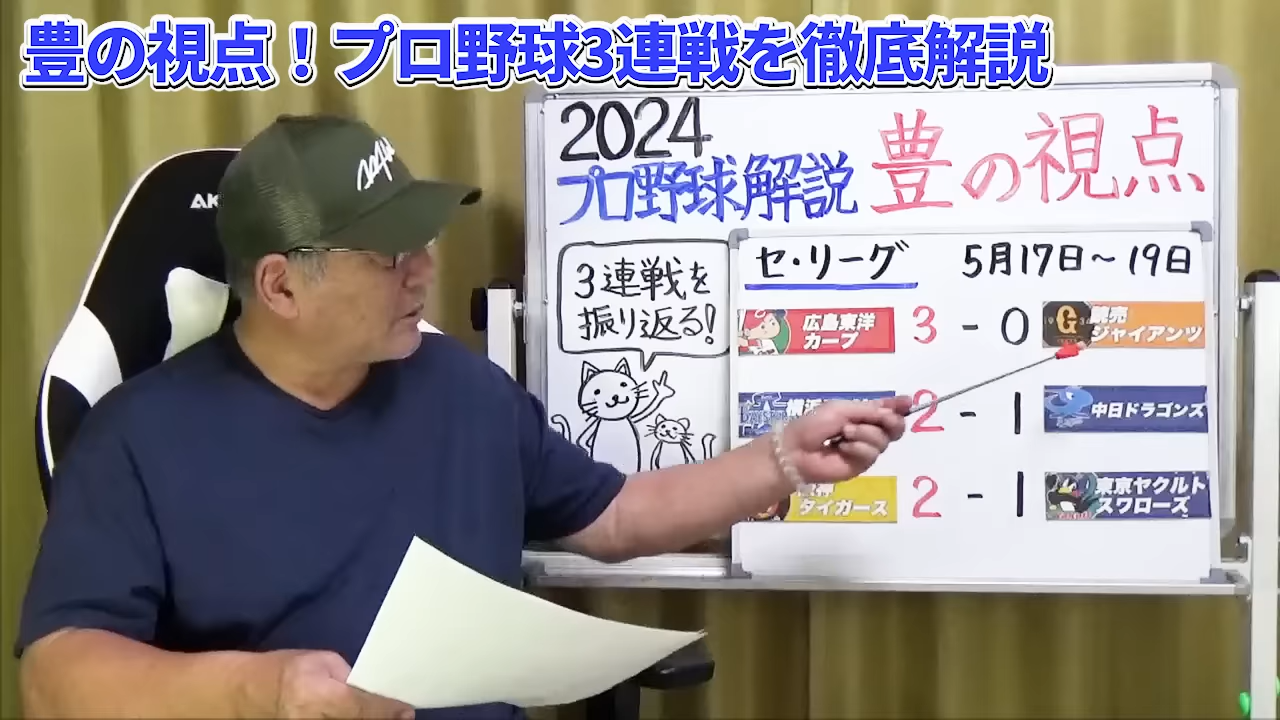 豊の視点！プロ野球3連戦を徹底解説
2024
プロ野球解説 豊の視点
AK
3連戦を
振り返る!
セ・リーグ 5月17日～19日
広島東洋
カープ
3 - 0
読売
ジャイアンツ
G
横浜
2 - 1
中日ドラゴンズ
タイガース
2 - 1
東京ヤクルト
スワローズ